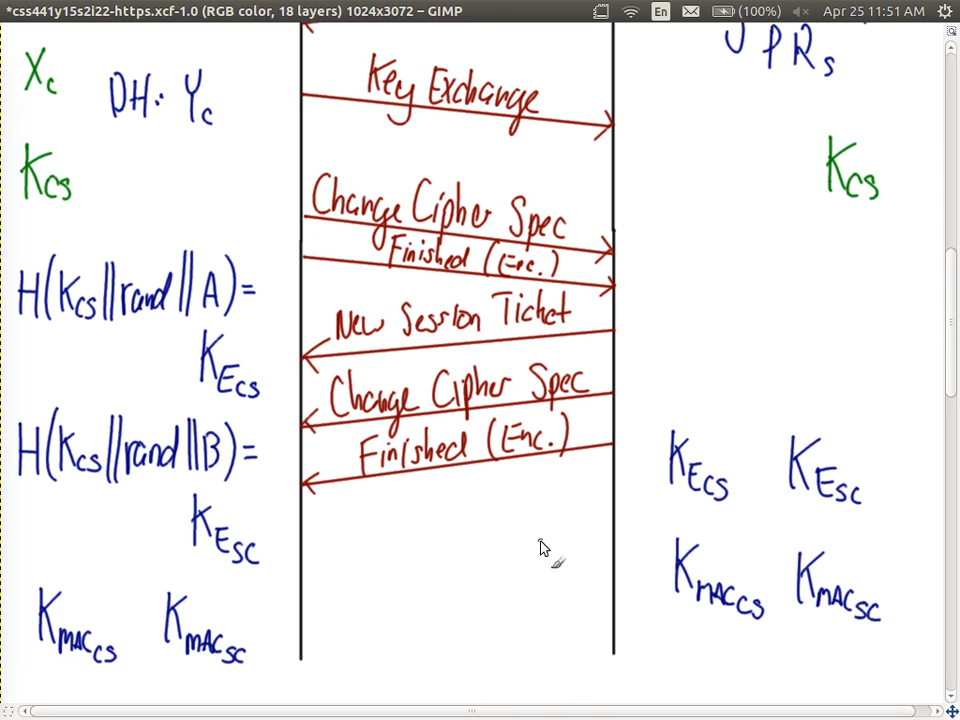 *css441y15s2i22-https.xcf-1.0 (RGB color, 18 layers) 1024x3072 – GIMP
En
(100%)
Apr 25 11:51 AM
Xc
PRs
DH: Yc
Key Exchange
Kcs
Kcs
Change Cipher Spec
Finished (Enc.)
H(Kcs||rand||A)=
New Session Ticket
KEcs
Change Cipher Spec
H(Kcs||rand||B)=
Finished (Enc.)
KEcs KEsc
KEsc
KMACcs KMACsc
KMACcs KMACsc